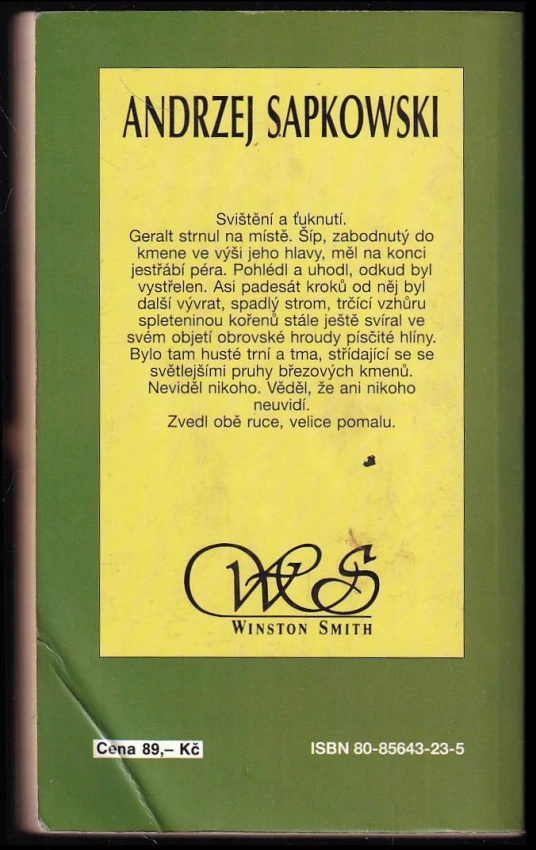 ANDRZEJ SAPKOWSKI
Svištění a ťuknutí.
Geralt strnul na místě. Šíp, zabodnutý do
kmene ve výši jeho hlavy, měl na konci
jestřábí péra. Pohlédl a uhodl, odkud byl
vystřelen. Asi padesát kroků od něj byl
další vývrat, spadlý strom, trčící vzhůru
spleteninou kořenů stále ještě svíral ve
svém objetí obrovské hroudy písčité hlíny.
Bylo tam husté trní a tma, střídající se se
světlejšími pruhy březových kmenů.
Neviděl nikoho. Věděl, že ani nikoho
neuvidí.
Zvedl obě ruce, velice pomalu.
WS
WINSTON SMITH
Cena 89,– Kč
ISBN 80-85643-23-5